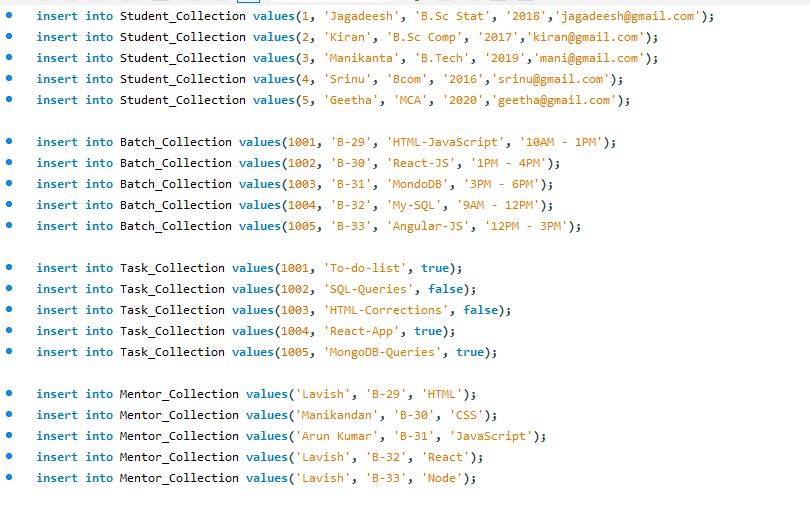 insert into Student_Collection values(1, 'Jagadeesh', 'B.Sc Stat', '2018','jagadeesh@gmail.com');
insert into Student_Collection values(2, 'Kiran', 'B.Sc Comp', '2017','kiran@gmail.com');
insert into Student_Collection values(3, 'Manikanta', 'B.Tech', '2019','mani@gmail.com');
insert into Student_Collection values(4, 'Srinu', 'Bcom', '2016','srinu@gmail.com');
insert into Student_Collection values(5, 'Geetha', 'MCA', '2020','geetha@gmail.com');
insert into Batch_Collection values(1001, 'B-29', 'HTML-JavaScript', '10AM - 1PM');
insert into Batch_Collection values(1002, 'B-30', 'React-JS', '1PM - 4PM');
insert into Batch_Collection values(1003, 'B-31', 'MondoDB', '3PM - 6PM');
insert into Batch_Collection values(1004, 'B-32', 'My-SQL', '9AM - 12PM');
insert into Batch_Collection values(1005, 'B-33', 'Angular-JS', '12PM - 3PM');
insert into Task_Collection values(1001, 'To-do-list', true);
insert into Task_Collection values(1002, 'SQL-Queries', false);
insert into Task_Collection values(1003, 'HTML-Corrections', false);
insert into Task_Collection values(1004, 'React-App', true);
insert into Task_Collection values(1005, 'MongoDB-Queries', true);
insert into Mentor_Collection values('Lavish', 'B-29', 'HTML');
insert into Mentor_Collection values('Manikandan', 'B-30', 'CSS');
insert into Mentor_Collection values('Arun Kumar', 'B-31', 'JavaScript');
insert into Mentor_Collection values('Lavish', 'B-32', 'React');
insert into Mentor_Collection values('Lavish', 'B-33', 'Node');